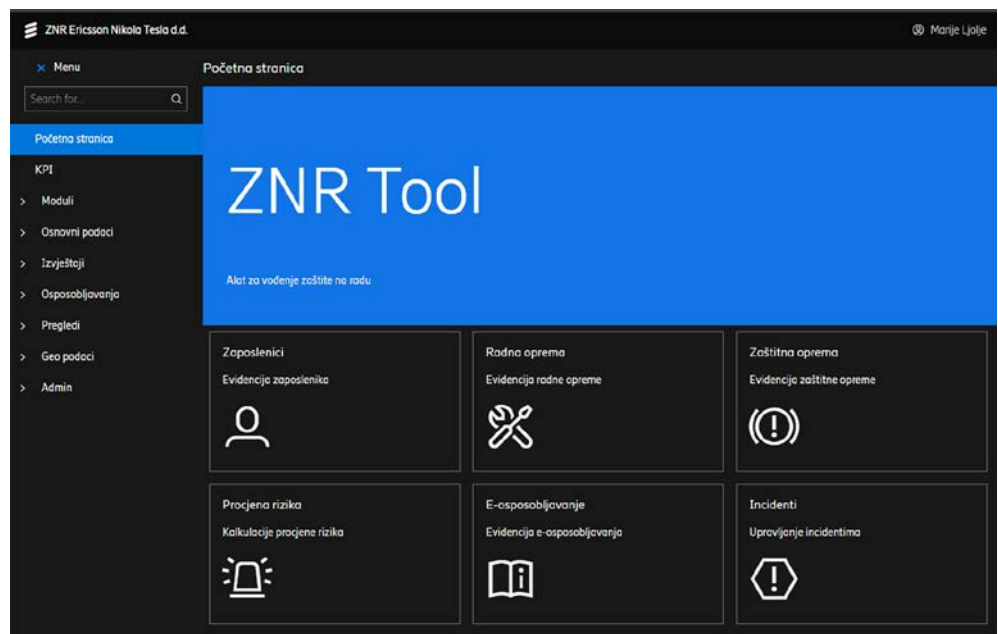 ZNR Ericsson Nikola Tesla d.d.
Marije Ljolje
Menu
Početna stranica
Search for...
Početna stranica
KPI
Moduli
Osnovni podaci
Izvještaji
Osposobljavanja
Pregledi
Geo podaci
Admin
ZNR Tool
Alat za vođenje zaštite na radu
Zaposlenici
Evidencija zaposlenika
Radna oprema
Evidencija radne opreme
Zaštitna oprema
Evidencija zaštitne opreme
Procjena rizika
Kalkulacije procjene rizika
E-osposobljavanje
Evidencija e-osposobljavanja
Incidenti
Upravljanje incidentima